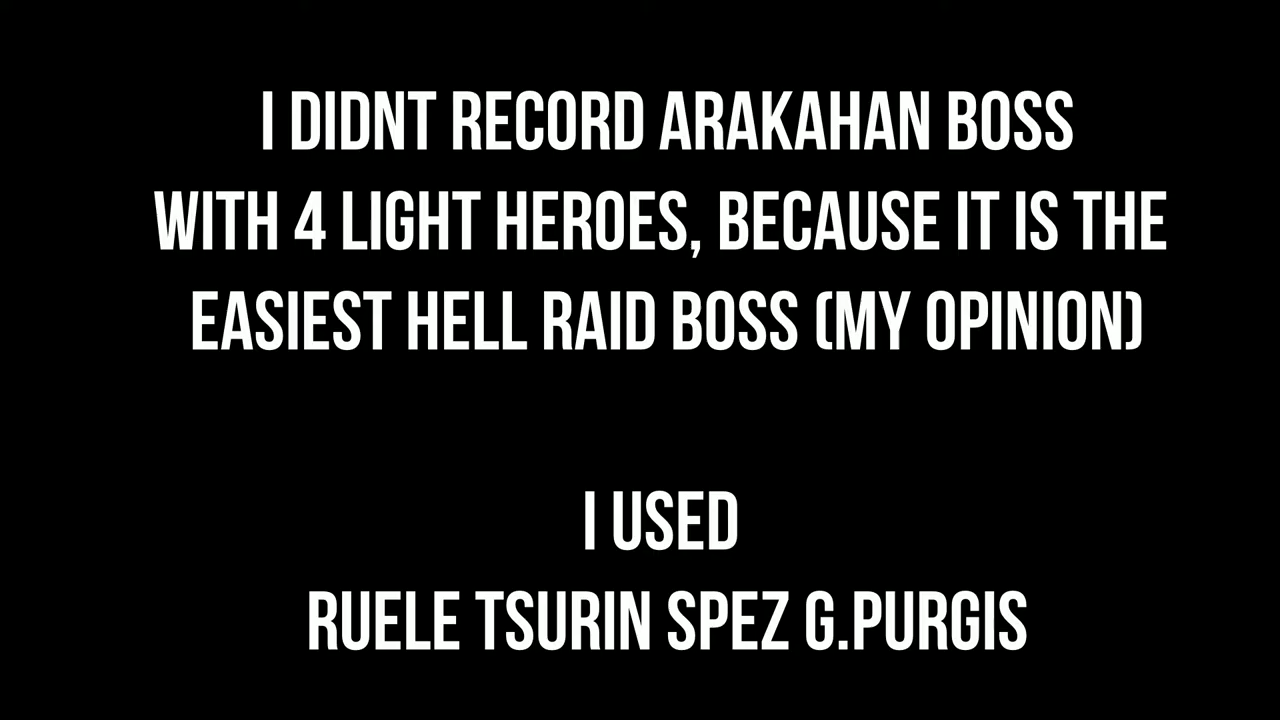 I DIDNT RECORD ARAKAHAN BOSS
WITH 4 LIGHT HEROES, BECAUSE IT IS THE
EASIEST HELL RAID BOSS (MY OPINION)
I USED
RUELE TSURIN SPEZ G.PURGIS